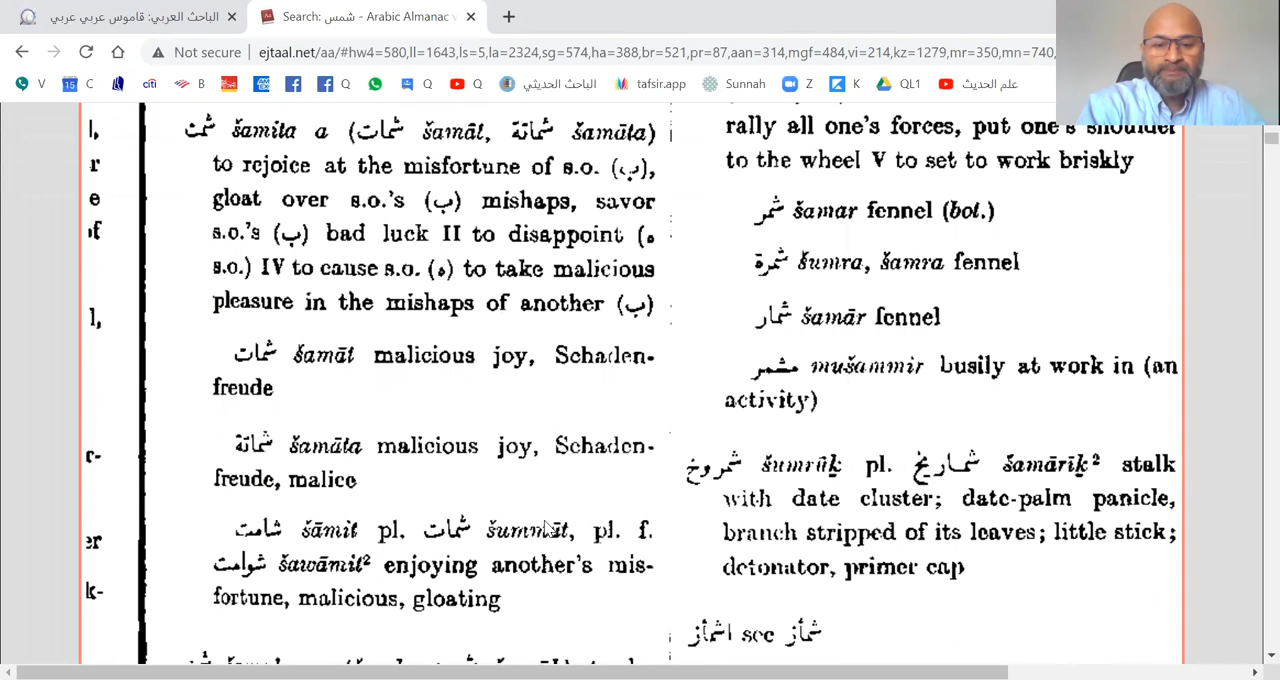 الباحث العربي: قاموس عربي عربي
Search: شمس - Arabic Almanac v
Not secure
ejtaal.net/aa/#hw4=580,ll=1643,ls=5,la=2324,sg=574,ha=388,br=521,pr=87,aan=314,mgf=484,vi=214,kz=1279,mr=350,mn=740,
V
15 C
citi
B
Q
Q
Q
الباحث الحديثي
tafsir.app
Sunnah
Z
K
QL1
علم الحديث
l,
r
e
of
l,
r-
er
k-
شمت šamita a (شمات šamāt, شماتة šamāta)
to rejoice at the misfortune of s.o. (ب),
gloat over s.o.'s (ب) mishaps, savor
s.o.'s (ب) bad luck II to disappoint (ه
s.o.) IV to cause s.o. (ه) to take malicious
pleasure in the mishaps of another (ب)
شمات šamāt malicious joy, Schaden-
freude
شماتة šamāta malicious joy, Schaden-
freude, malice
شامت šāmit pl. شمات šummāt, pl. f.
شوامت šawāmit² enjoying another's mis-
fortune, malicious, gloating
rally all one's forces, put one's shoulder
to the wheel V to set to work briskly
شمر šamar fennel (bot.)
شمرة šumra, šamra fennel
شمار šamār fennel
مشمر mušammir busily at work in (an
activity)
شمروخ šumrūḵ pl. شماريخ šamārīḵ² stalk
with date cluster; date-palm panicle,
branch stripped of its leaves; little stick;
detonator, primer cap
شمأز see اشمأز